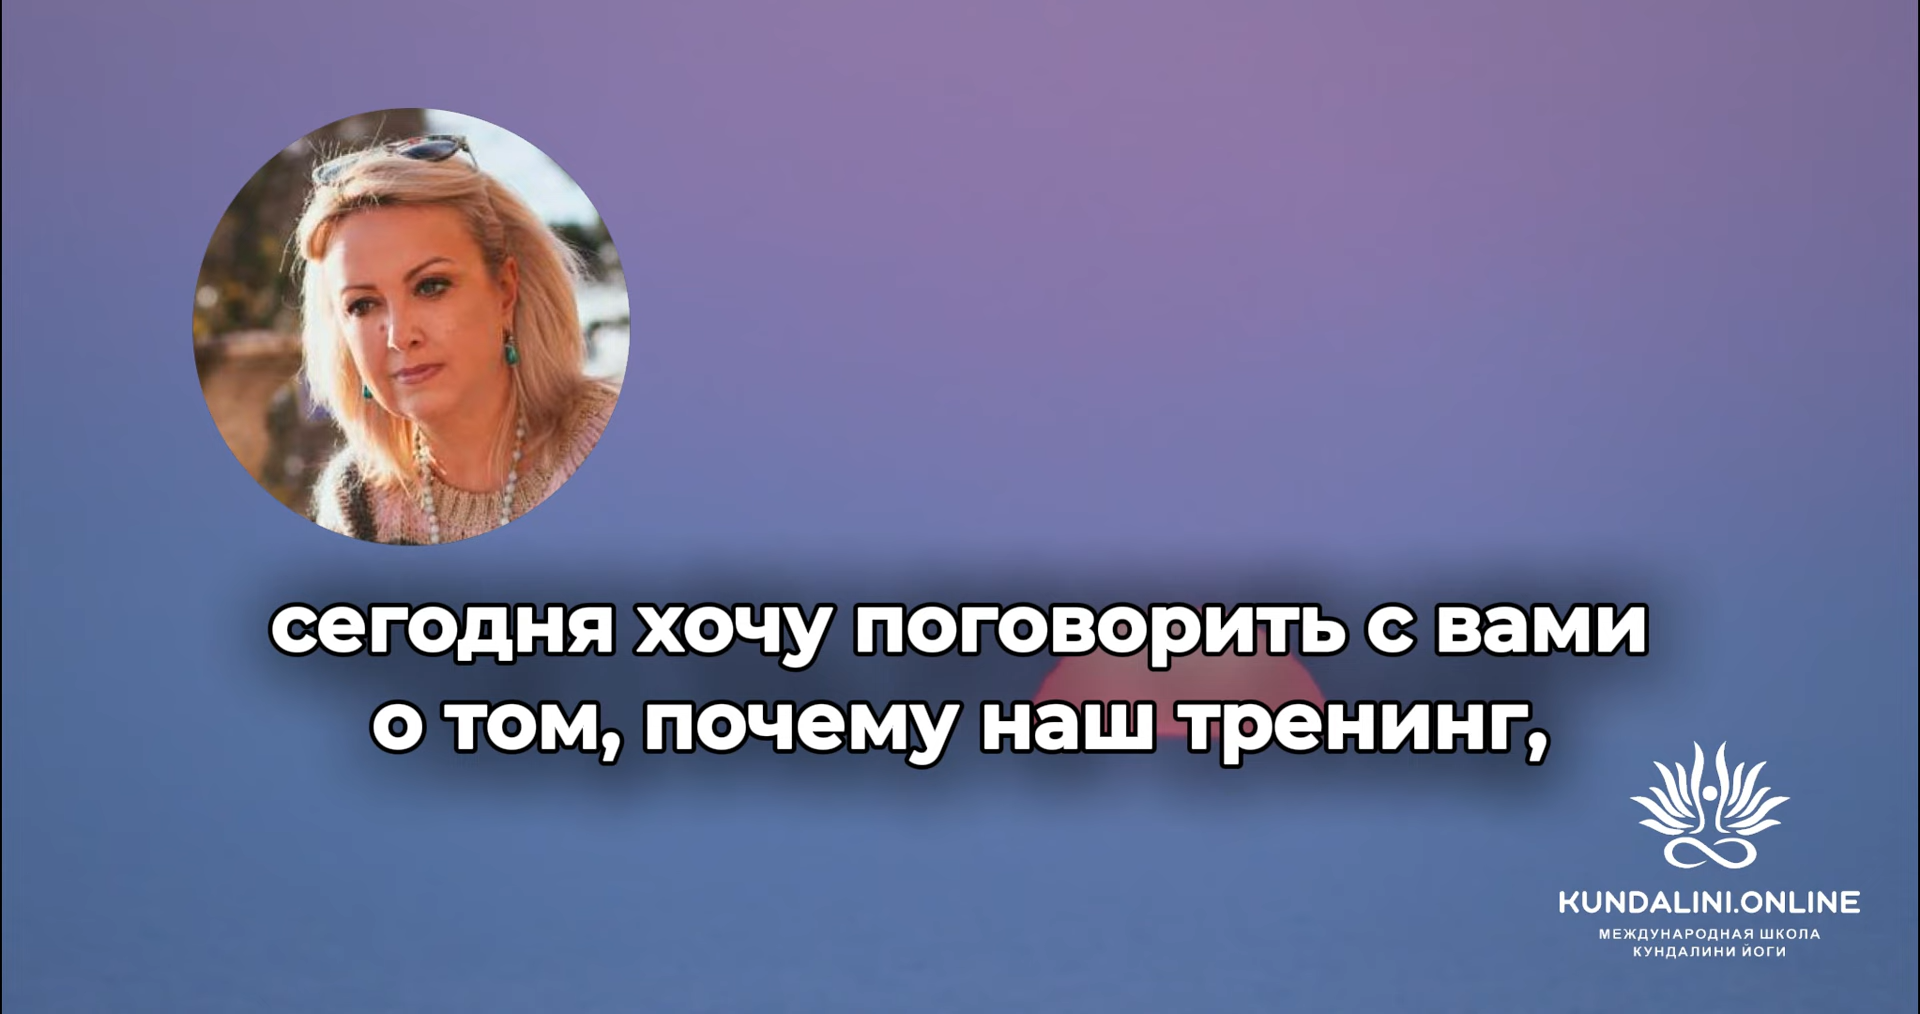 сегодня хочу поговорить с вами
о том, почему наш тренинг,
KUNDALINI.ONLINE
МЕЖДУНАРОДНАЯ ШКОЛА
КУНДАЛИНИ ЙОГИ